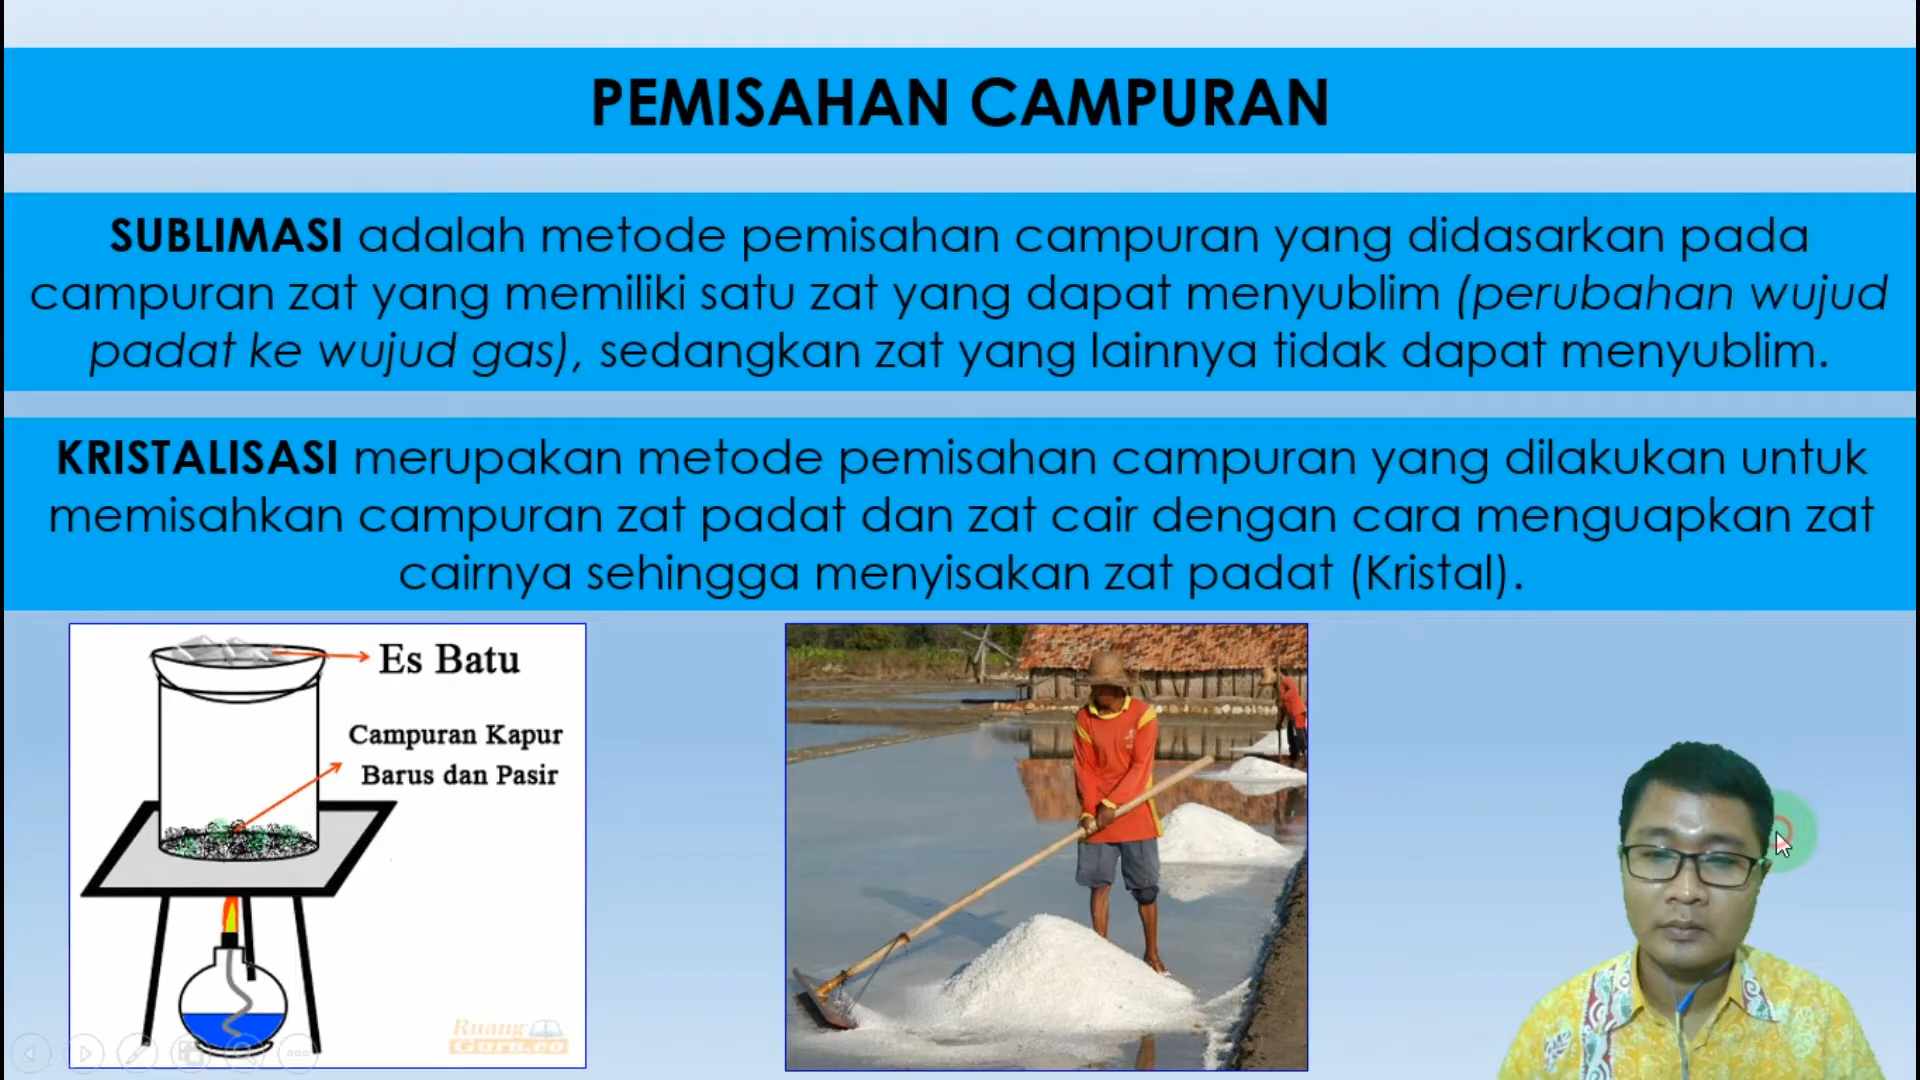 PEMISAHAN CAMPURAN
SUBLIMASI adalah metode pemisahan campuran yang didasarkan pada
campuran zat yang memiliki satu zat yang dapat menyublim (perubahan wujud
padat ke wujud gas), sedangkan zat yang lainnya tidak dapat menyublim.
KRISTALISASI merupakan metode pemisahan campuran yang dilakukan untuk
memisahkan campuran zat padat dan zat cair dengan cara menguapkan zat
cairnya sehingga menyisakan zat padat (Kristal).
Es Batu
Campuran Kapur
Barus dan Pasir
Ruang
Guru.co